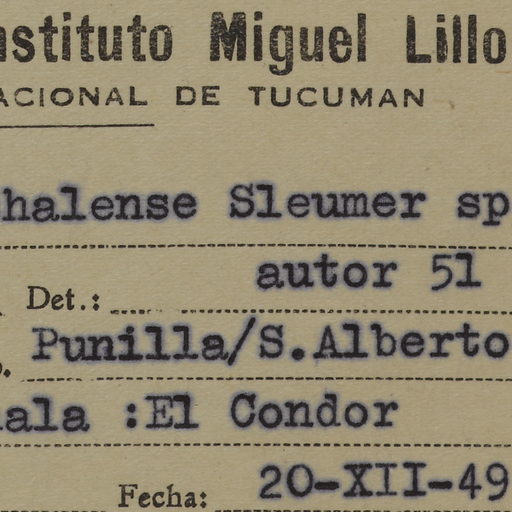 nstituto Miguel Lillo
ACIONAL DE TUCUMAN
halense Sleumer sp
autor 51
Det.:
Punilla/S.Alberto
ala :El Condor
Fecha: 20-XII-49